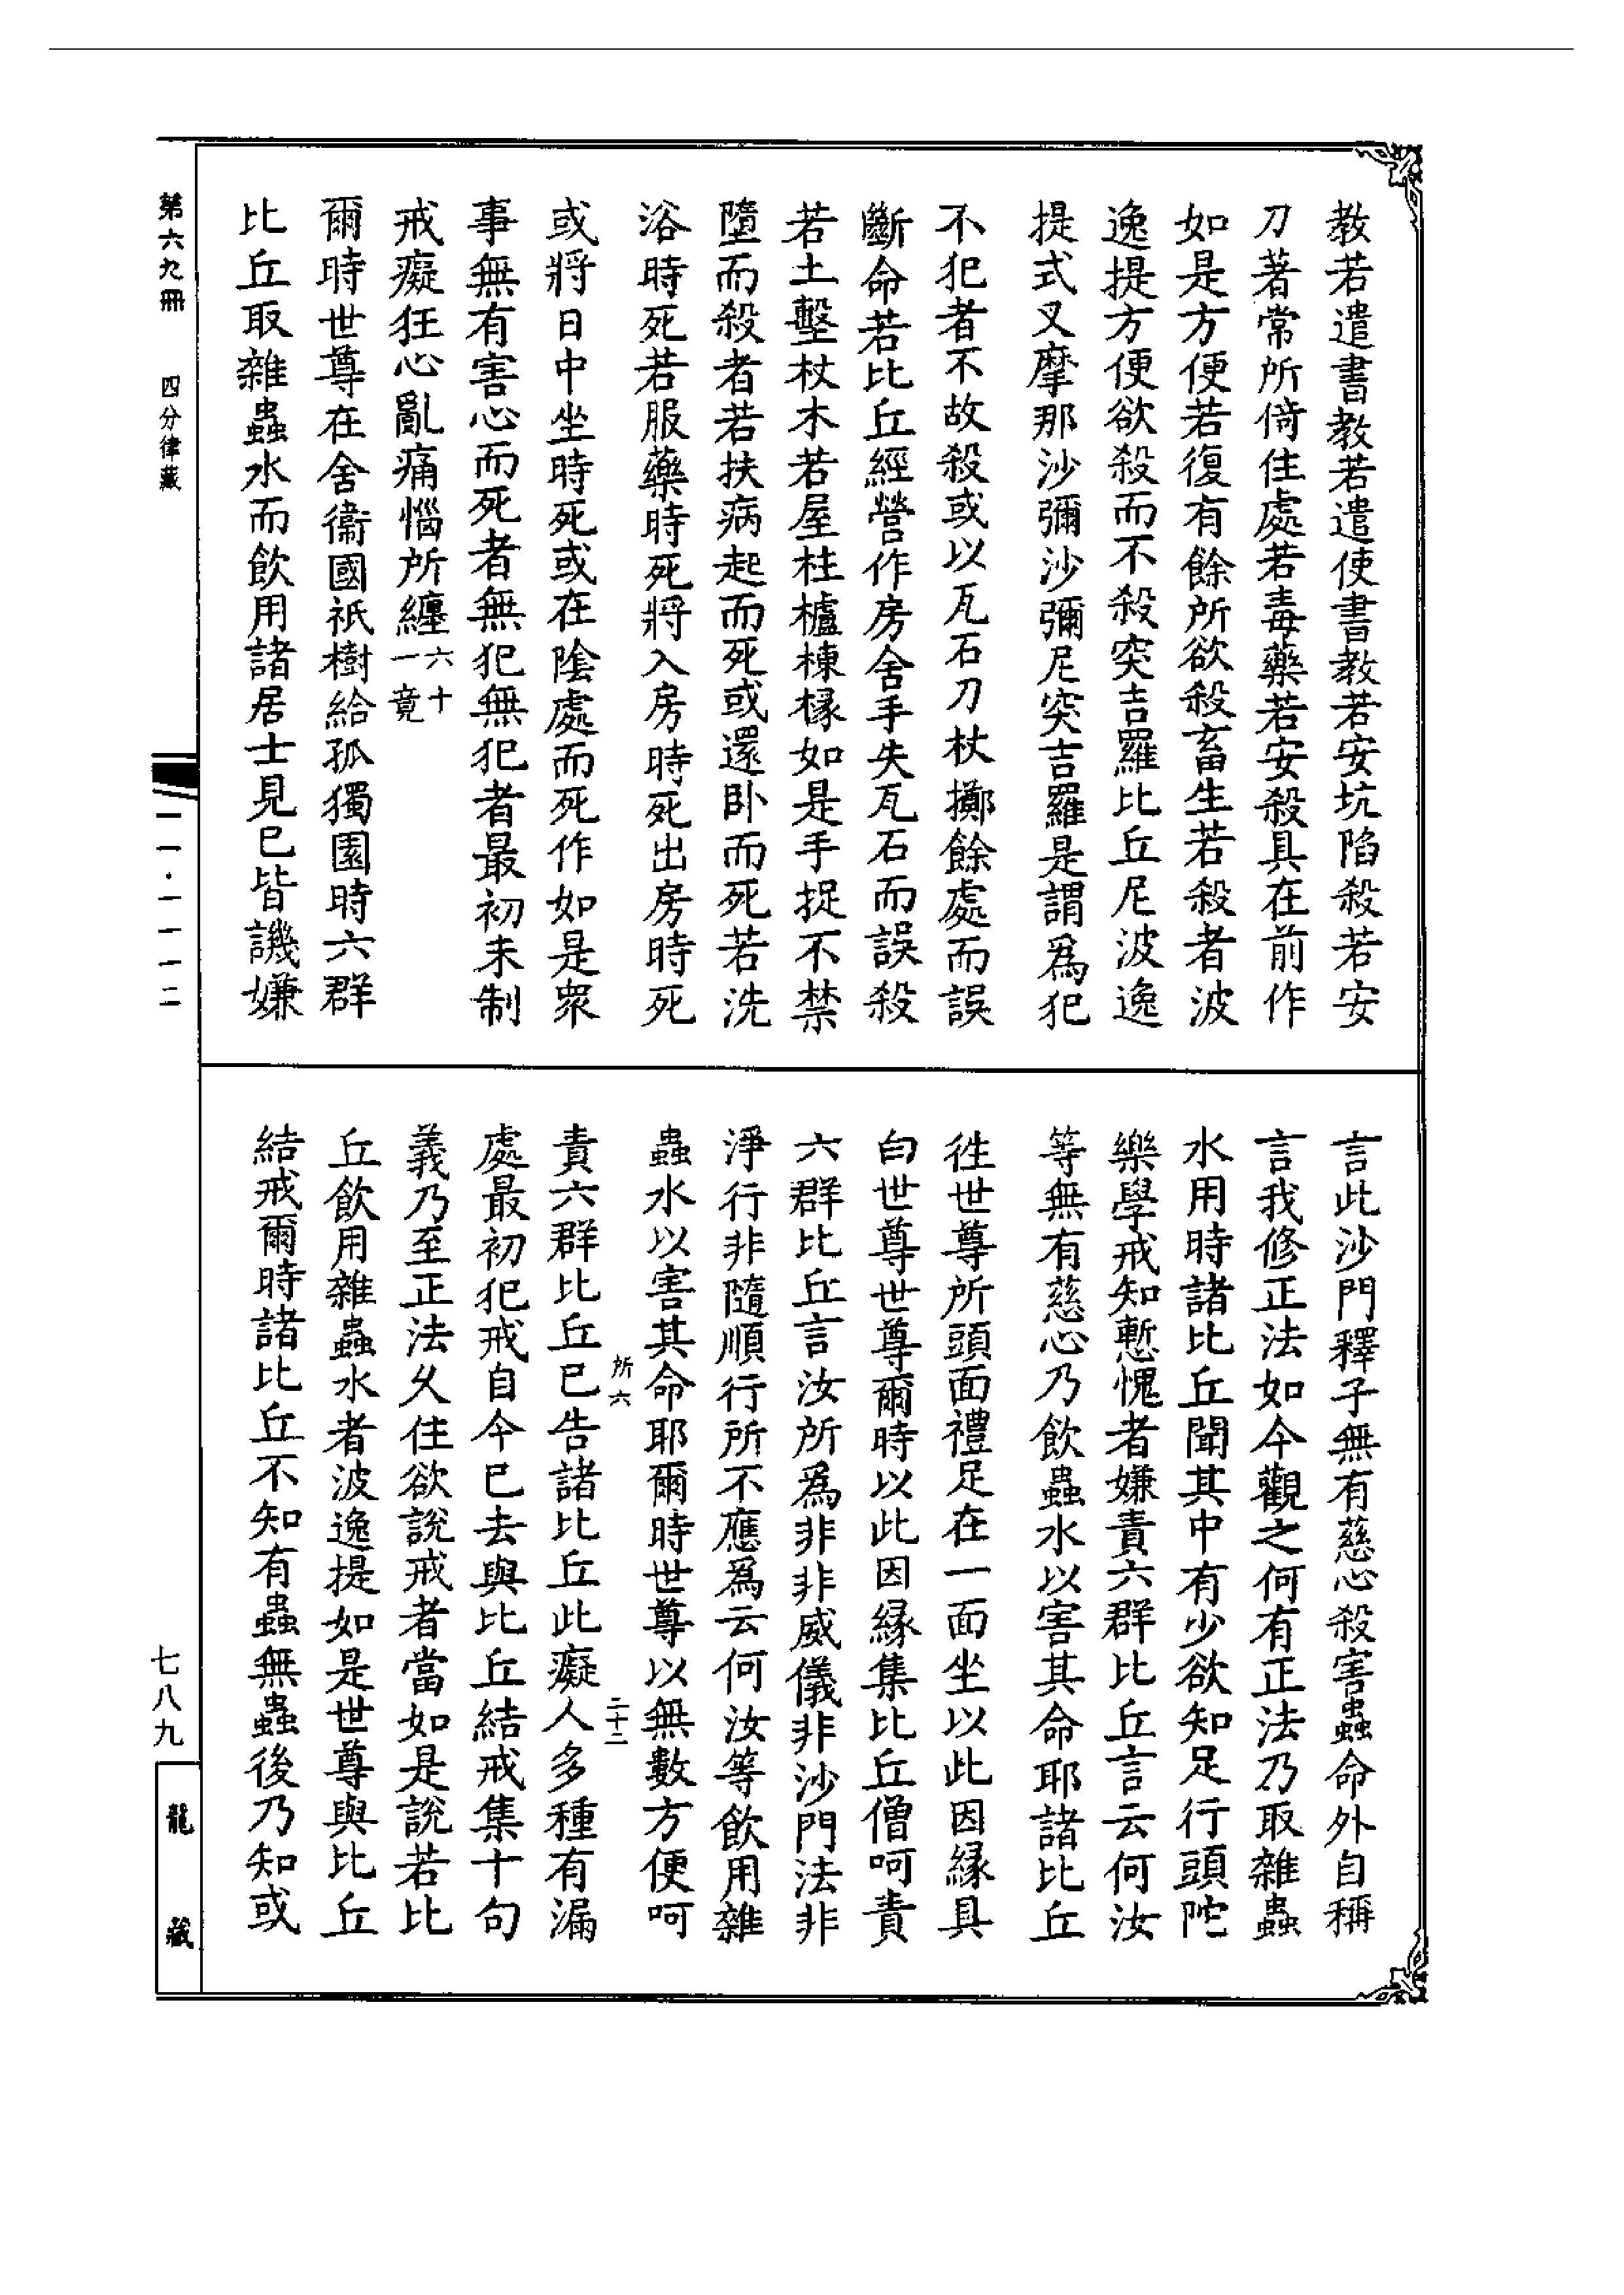 教若遣書教若遣使書教若安坑陷殺若安
刀著常所倚住處若毒藥若安殺具在前作
如是方便若復有餘所欲殺畜生若殺者波
逸提方便欲殺而不殺突吉羅比丘尼波逸
提式叉摩那沙彌沙彌尼突吉羅是謂為犯
不犯者不故殺或以瓦石刀杖擲餘處而誤
斷命若比丘經營作房舍手失瓦石而誤殺
若土墼杖木若屋柱櫨棟椽如是手捉不禁
墮而殺者若扶病起而死或還卧而死若洗
浴時死若服藥時死將入房時死出房時死
或將日中坐時死或在陰處而死作如是衆
事無有害心而死者無犯無犯者最初未制
戒癡狂心亂痛惱所纏六十一竟
爾時世尊在舍衞國祇樹給孤獨園時六群
比丘取雜蟲水而飲用諸居士見已皆譏嫌
言此沙門釋子無有慈心殺害蟲命外自稱
言我修正法如今觀之何有正法乃取雜蟲
水用時諸比丘聞其中有少欲知足行頭陀
樂學戒知慙愧者嫌責六群比丘言云何汝
等無有慈心乃飲蟲水以害其命耶諸比丘
徃世尊所頭面禮足在一面坐以此因緣具
白世尊世尊爾時以此因緣集比丘僧呵責
六群比丘言汝所為非非威儀非沙門法非
淨行非隨順行所不應為云何汝等飲用雜
蟲水以害其命耶爾時世尊以無數方便呵
所六
二十二
責六群比丘已告諸比丘此癡人多種有漏
處最初犯戒自今已去與比丘結戒集十句
義乃至正法久住欲說戒者當如是說若比
丘飲用雜蟲水者波逸提如是世尊與比丘
結戒爾時諸比丘不知有蟲無蟲後乃知或
第六九冊
四分律藏
一一·一一一二
七八九
龍藏